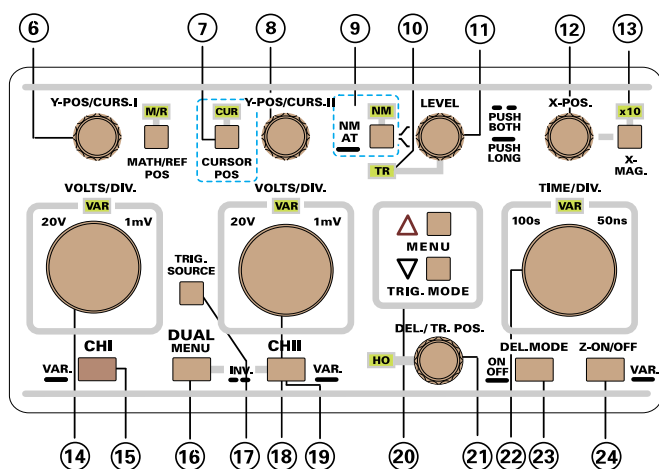 6 7 8 9 10 11 12 13
Y-POS/CURS.I
M/R
MATH/REF
POS
CUR
CURSOR
POS
Y-POS/CURS.II
NM
AT
NM
TR
LEVEL
PUSH
BOTH
PUSH
LONG
X-POS.
x10
X-
MAG.
VOLTS/DIV.
VAR
20V 1mV
TRIG.
SOURCE
VOLTS/DIV.
VAR
20V 1mV
MENU
TRIG. MODE
TIME/DIV.
VAR
100s 50ns
CHI
VAR.
DUAL
MENU
INV.
CHII
VAR.
DEL./ TR. POS.
HO
ON
OFF
DEL.MODE
Z-ON/OFF
VAR.
14 15 16 17 18 19 20 21 22 23 24